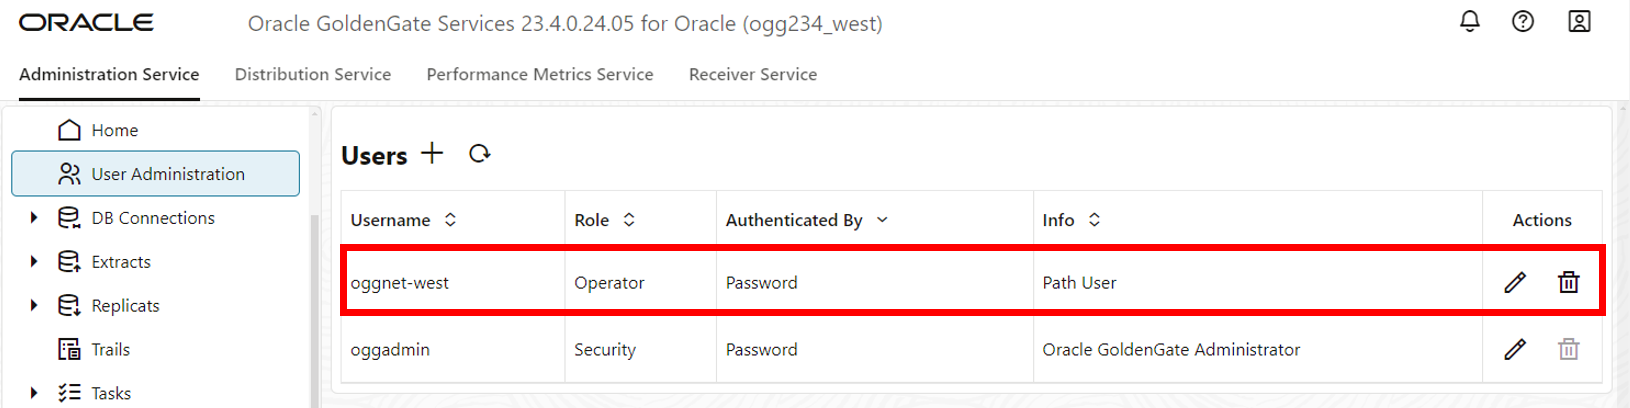 ORACLE Oracle GoldenGate Services 23.4.0.24.05 for Oracle (ogg234_west)
Administration Service Distribution Service Performance Metrics Service Receiver Service
Home
User Administration
DB Connections
Extracts
Replicats
Trails
Tasks
Users
Username Role Authenticated By Info Actions
oggnet-west Operator Password Path User
oggadmin Security Password Oracle GoldenGate Administrator